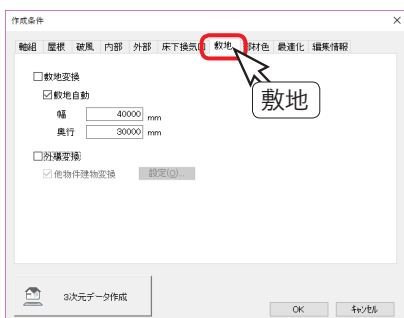 作成条件
軸組 屋根 破風 内部 外部 床下換気口 敷地 部材色 最適化 編集情報
敷地変換
敷地自動
幅 40000 mm
奥行 30000 mm
敷地
外構変換
他物件建物変換 設定(O)...
3次元データ作成
OK キャンセル